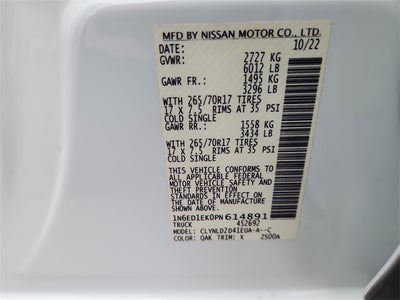 MFD BY NISSAN MOTOR CO., LTD.
DATE: 10/22
GVWR: 2727 KG
6012 LB
GAWR FR.: 1495 KG
3296 LB
WITH 265/70R17 TIRES
17 X 7.5 RIMS AT 35 PSI
COLD SINGLE
GAWR RR.: 1558 KG
3434 LB
WITH 265/70R17 TIRES
17 X 7.5 RIMS AT 35 PSI
COLD SINGLE
THIS VEHICLE CONFORMS TO ALL
APPLICABLE FEDERAL MOTOR
VEHICLE SAFETY AND THEFT
PREVENTION STANDARDS IN
EFFECT ON THE DATE OF
MANUFACTURE SHOWN ABOVE.
1N6ED1EK0PN614891
TRUCK 452692
MODEL: CLYNLD2D41EUA-A--C
COLOR: QAK TRIM: X 2500A